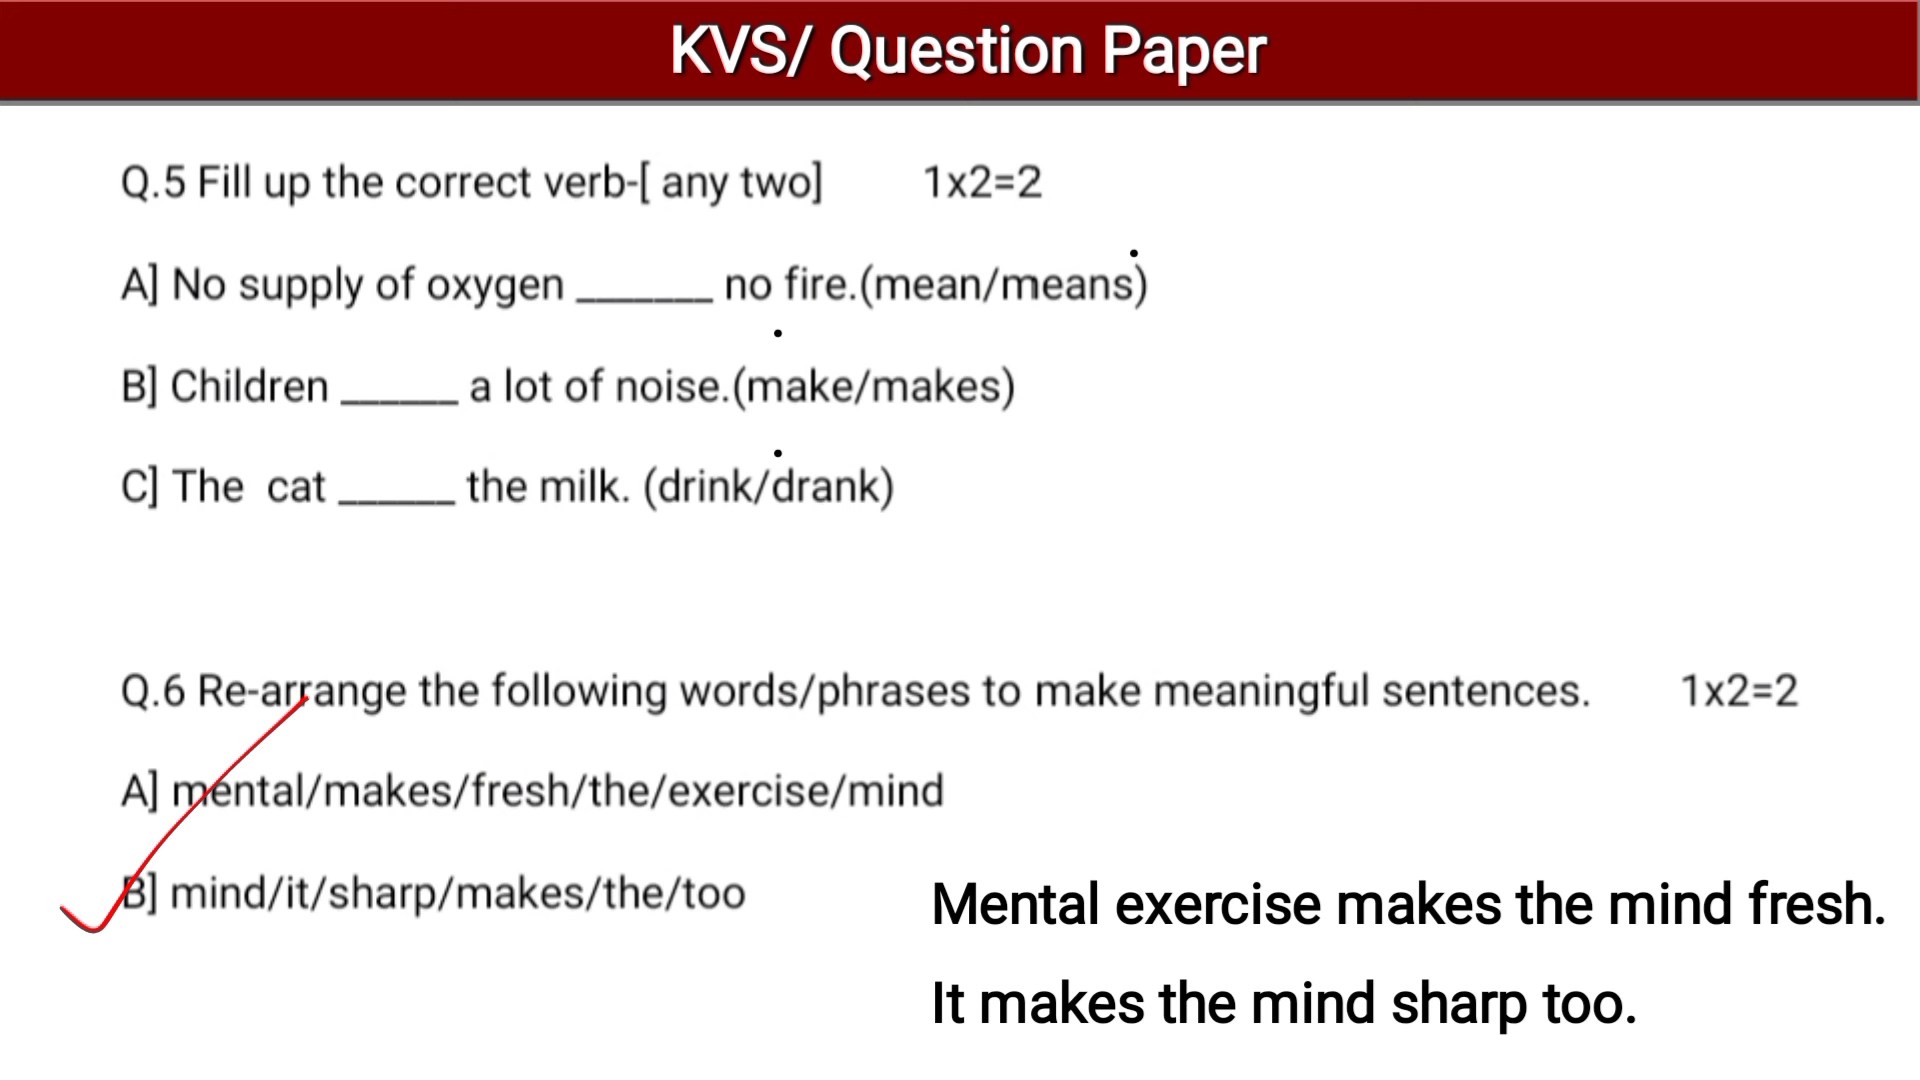 KVS/ Question Paper
Q.5 Fill up the correct verb-[ any two] 1x2=2
A] No supply of oxygen _______ no fire.(mean/means)
B] Children ______ a lot of noise.(make/makes)
C] The cat ______ the milk. (drink/drank)
Q.6 Re-arrange the following words/phrases to make meaningful sentences. 1x2=2
A] mental/makes/fresh/the/exercise/mind
B] mind/it/sharp/makes/the/too
Mental exercise makes the mind fresh.
It makes the mind sharp too.